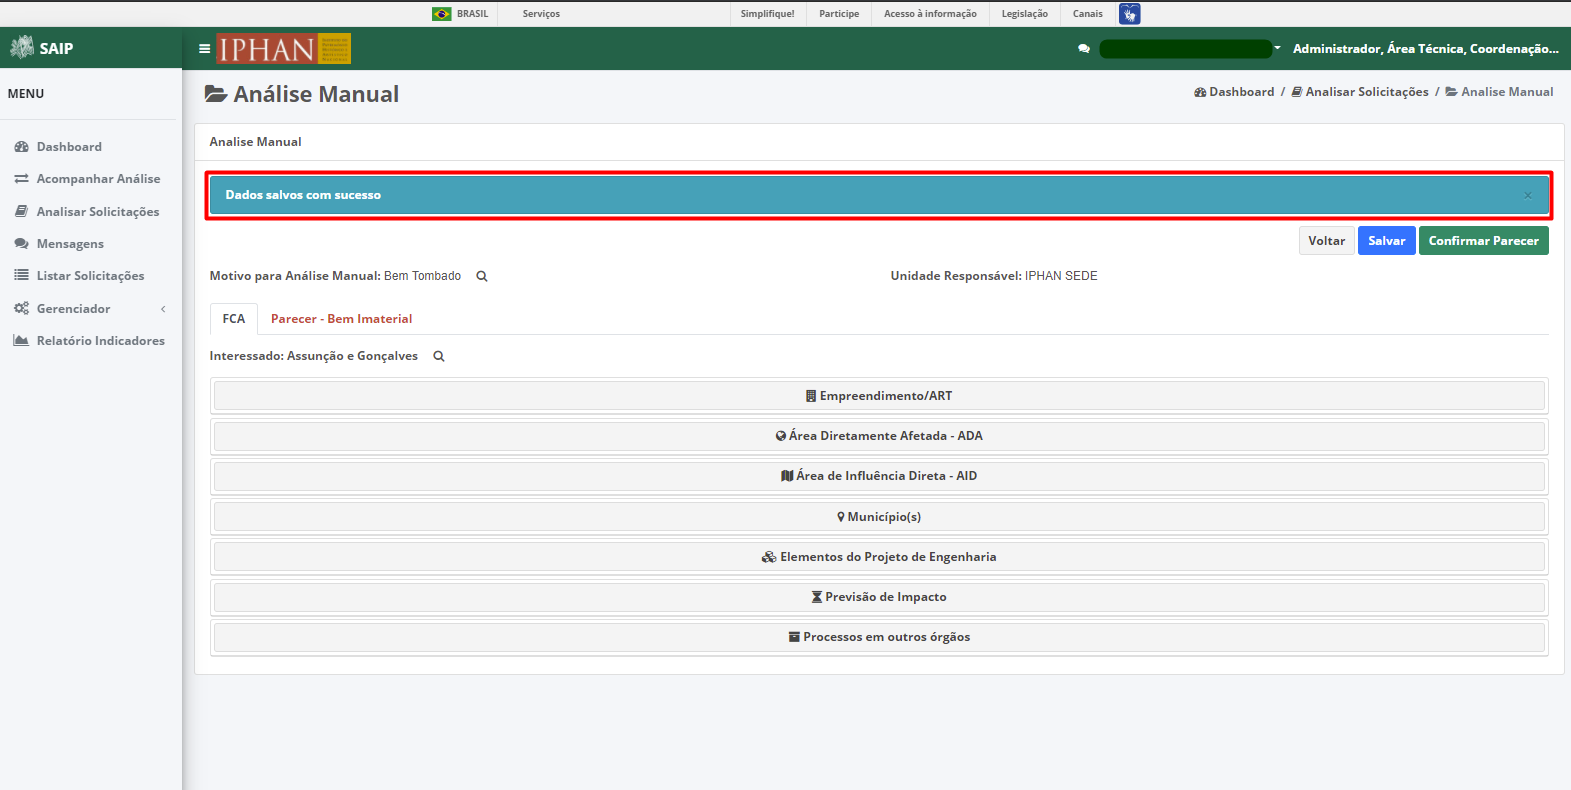 BRASIL Serviços Simplifique! Participe Acesso à informação Legislação Canais
SAIP IPHAN Administrador, Área Técnica, Coordenação...
MENU
Dashboard
Acompanhar Análise
Analisar Solicitações
Mensagens
Listar Solicitações
Gerenciador
Relatório Indicadores
Análise Manual
Dashboard / Analisar Solicitações / Analise Manual
Analise Manual
Dados salvos com sucesso ×
Voltar Salvar Confirmar Parecer
Motivo para Análise Manual: Bem Tombado Unidade Responsável: IPHAN SEDE
FCA Parecer - Bem Imaterial
Interessado: Assunção e Gonçalves
Empreendimento/ART
Área Diretamente Afetada - ADA
Área de Influência Direta - AID
Município(s)
Elementos do Projeto de Engenharia
Previsão de Impacto
Processos em outros órgãos